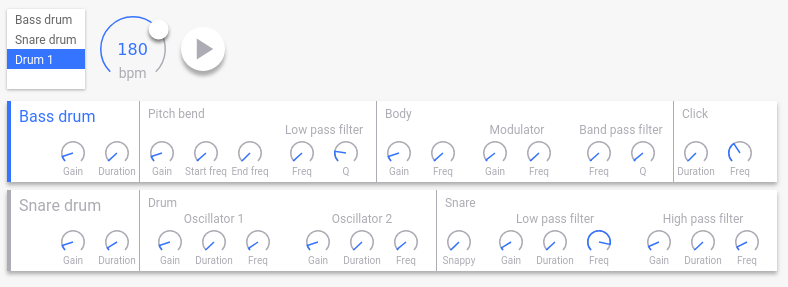 Bass drum
Snare drum
Drum 1
180
bpm
Bass drum
Gain Duration
Pitch bend
Low pass filter
Gain Start freq End freq Freq Q
Body
Modulator Band pass filter
Gain Freq Gain Freq Freq Q
Click
Duration Freq
Snare drum
Gain Duration
Drum
Oscillator 1 Oscillator 2
Gain Duration Freq Gain Duration Freq
Snare
Low pass filter High pass filter
Snappy Gain Duration Freq Gain Duration Freq